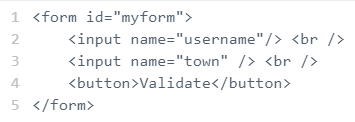 1 <form id="myform">
2     <input name="username"/> <br />
3     <input name="town" /> <br />
4     <button>Validate</button>
5 </form>